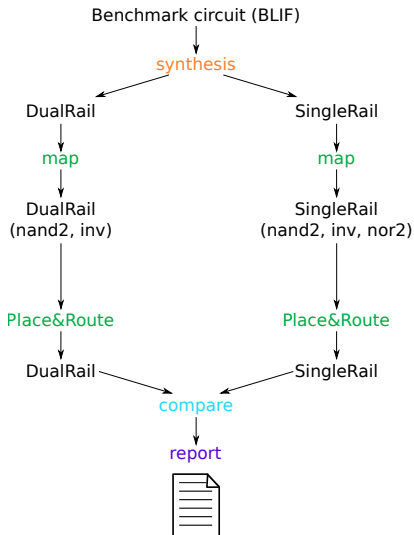 Benchmark circuit (BLIF)
synthesis
DualRail
SingleRail
map
map
DualRail
(nand2, inv)
SingleRail
(nand2, inv, nor2)
Place&Route
Place&Route
DualRail
SingleRail
compare
report